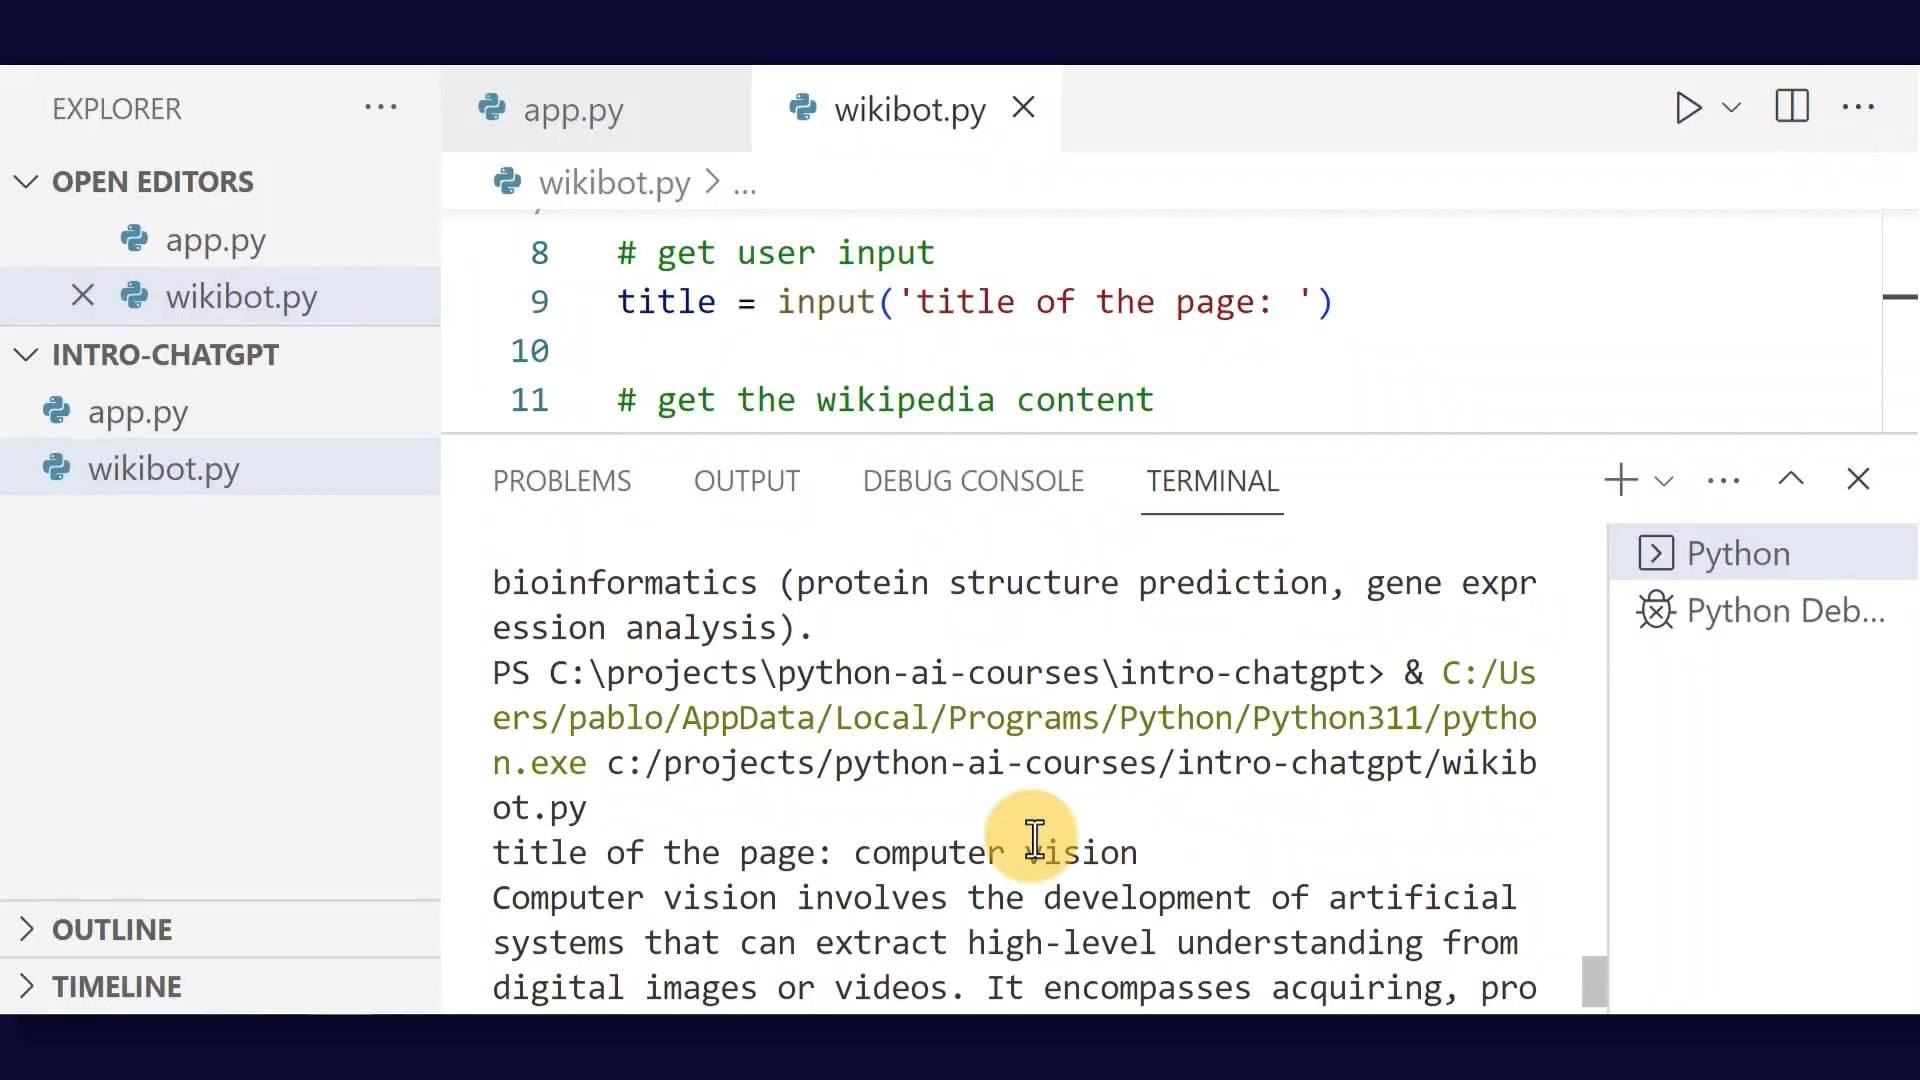 EXPLORER
OPEN EDITORS
app.py
wikibot.py
INTRO-CHATGPT
app.py
wikibot.py
OUTLINE
TIMELINE
app.py
wikibot.py
wikibot.py > ...
8 # get user input
9 title = input('title of the page: ')
10
11 # get the wikipedia content
PROBLEMS OUTPUT DEBUG CONSOLE TERMINAL
bioinformatics (protein structure prediction, gene expr
ession analysis).
PS C:\projects\python-ai-courses\intro-chatgpt> & C:/Us
ers/pablo/AppData/Local/Programs/Python/Python311/pytho
n.exe c:/projects/python-ai-courses/intro-chatgpt/wikib
ot.py
title of the page: computer vision
Computer vision involves the development of artificial
systems that can extract high-level understanding from
digital images or videos. It encompasses acquiring, pro
Python
Python Deb...